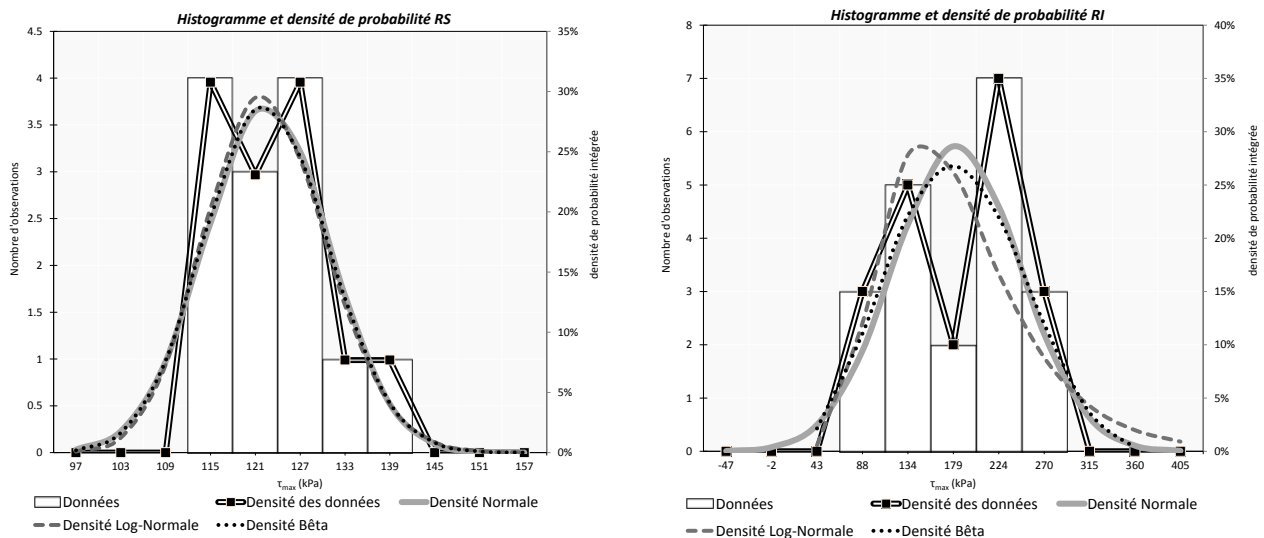 Histogramme et densité de probabilité RS
4.5
4
3.5
3
2.5
2
1.5
1
0.5
0
Nombre d'observations
35%
30%
25%
20%
15%
10%
5%
0%
densité de probabilité intégrée
97 103 109 115 121 127 133 139 145 151 157
τmax (kPa)
Données Densité des données Densité Normale
Densité Log-Normale Densité Bêta
Histogramme et densité de probabilité RI
8
7
6
5
4
3
2
1
0
Nombre d'observations
40%
35%
30%
25%
20%
15%
10%
5%
0%
densité de probabilité intégrée
-47 -2 43 88 134 179 224 270 315 360 405
τmax (kPa)
Données Densité des données Densité Normale
Densité Log-Normale Densité Bêta